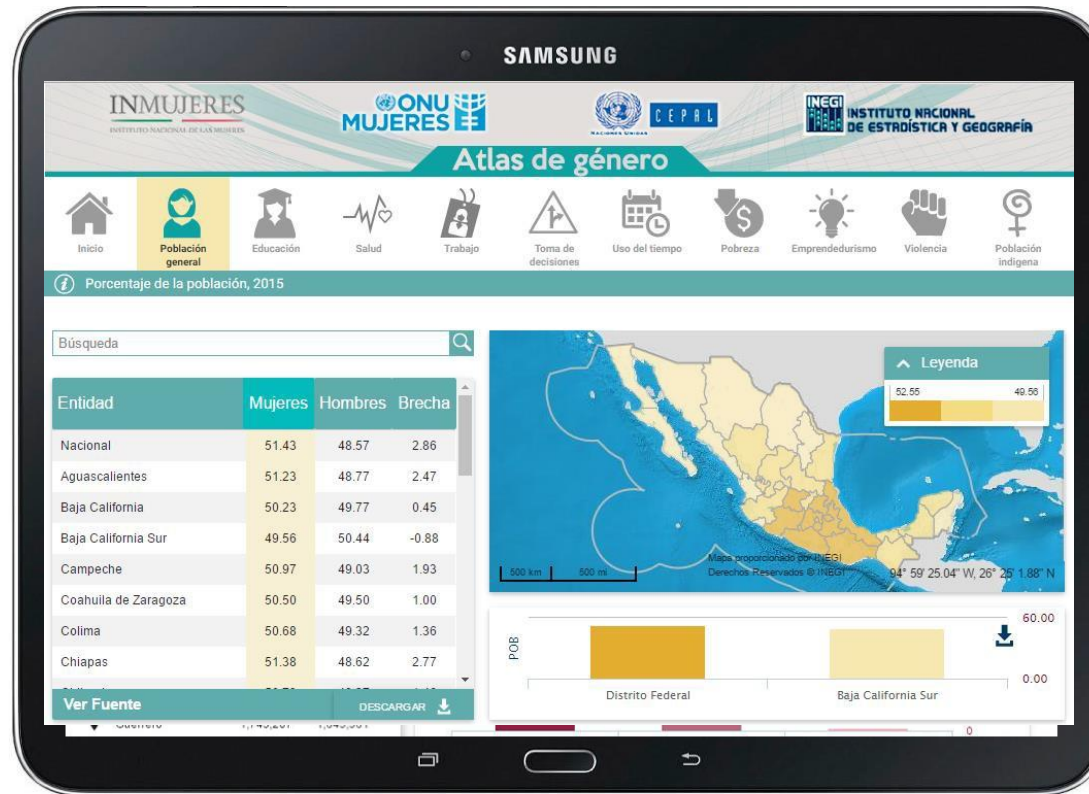 SAMSUNG
INMUJERES
INSTITUTO NACIONAL DE LAS MUJERES
ONU
MUJERES
NACIONES UNIDAS
CEPAL
INEGI
INSTITUTO NACIONAL
DE ESTADÍSTICA Y GEOGRAFÍA
Atlas de género
Inicio
Población
general
Educación
Salud
Trabajo
Toma de
decisiones
Uso del tiempo
Pobreza
Emprendedurismo
Violencia
Población
indigena
Porcentaje de la población, 2015
Búsqueda
Entidad Mujeres Hombres Brecha
Nacional 51.43 48.57 2.86
Aguascalientes 51.23 48.77 2.47
Baja California 50.23 49.77 0.45
Baja California Sur 49.56 50.44 -0.88
Campeche 50.97 49.03 1.93
Coahuila de Zaragoza 50.50 49.50 1.00
Colima 50.68 49.32 1.36
Chiapas 51.38 48.62 2.77
Ver Fuente DESCARGAR
Leyenda
52.55 49.56
Mapa proporcionado por INEGI
Derechos Reservados © INEGI
500 km 500 mi
94° 59' 25.04" W, 26° 25' 1.88" N
POB
60.00
0.00
Distrito Federal Baja California Sur
0